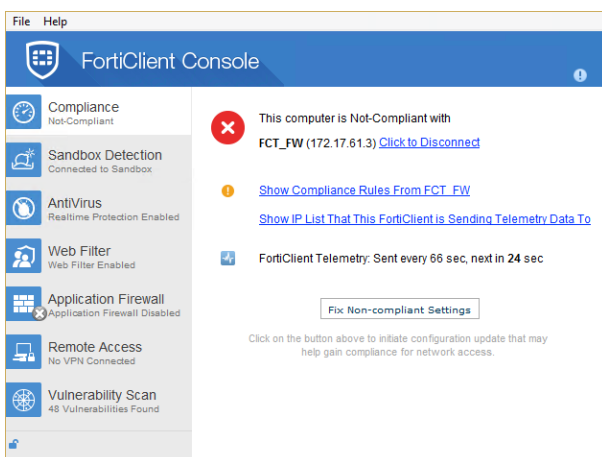 File Help
FortiClient Console
Compliance
Not-Compliant
Sandbox Detection
Connected to Sandbox
AntiVirus
Realtime Protection Enabled
Web Filter
Web Filter Enabled
Application Firewall
Application Firewall Disabled
Remote Access
No VPN Connected
Vulnerability Scan
48 Vulnerabilities Found
This computer is Not-Compliant with
FCT_FW (172.17.61.3) Click to Disconnect
Show Compliance Rules From FCT_FW
Show IP List That This FortiClient is Sending Telemetry Data To
FortiClient Telemetry: Sent every 66 sec, next in 24 sec
Fix Non-compliant Settings
Click on the button above to initiate configuration update that may
help gain compliance for network access.